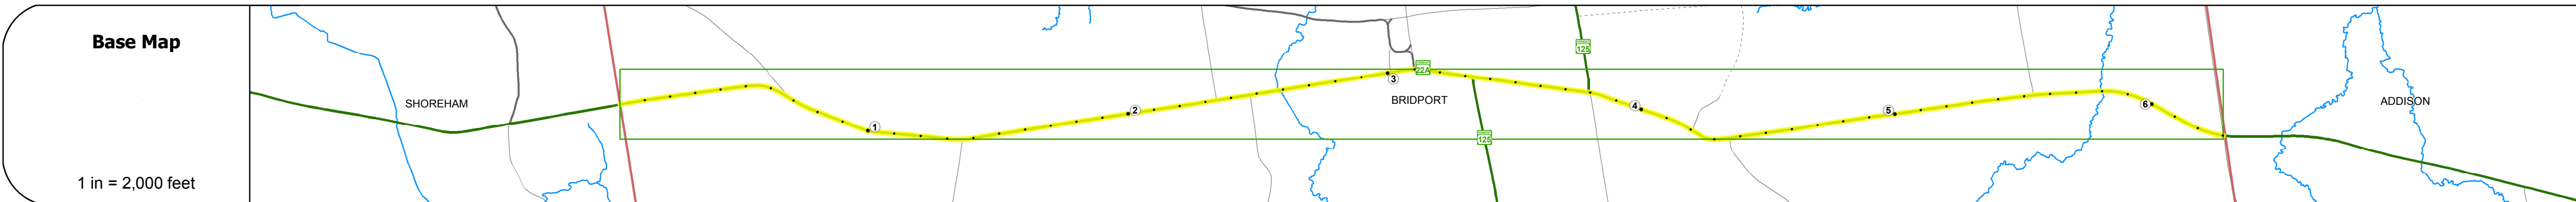 Base Map
1 in = 2,000 feet
SHOREHAM
1
2
3
22A
BRIDPORT
125
125
4
5
6
ADDISON